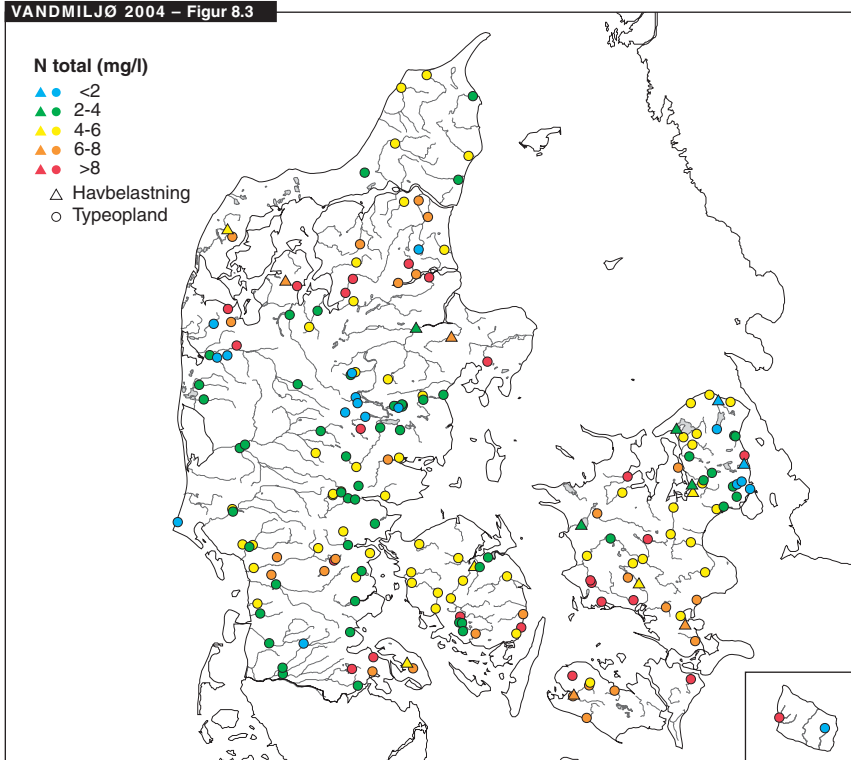 VANDMILJØ 2004 – Figur 8.3
N total (mg/l)
<2
2-4
4-6
6-8
>8
Havbelastning
Typeopland